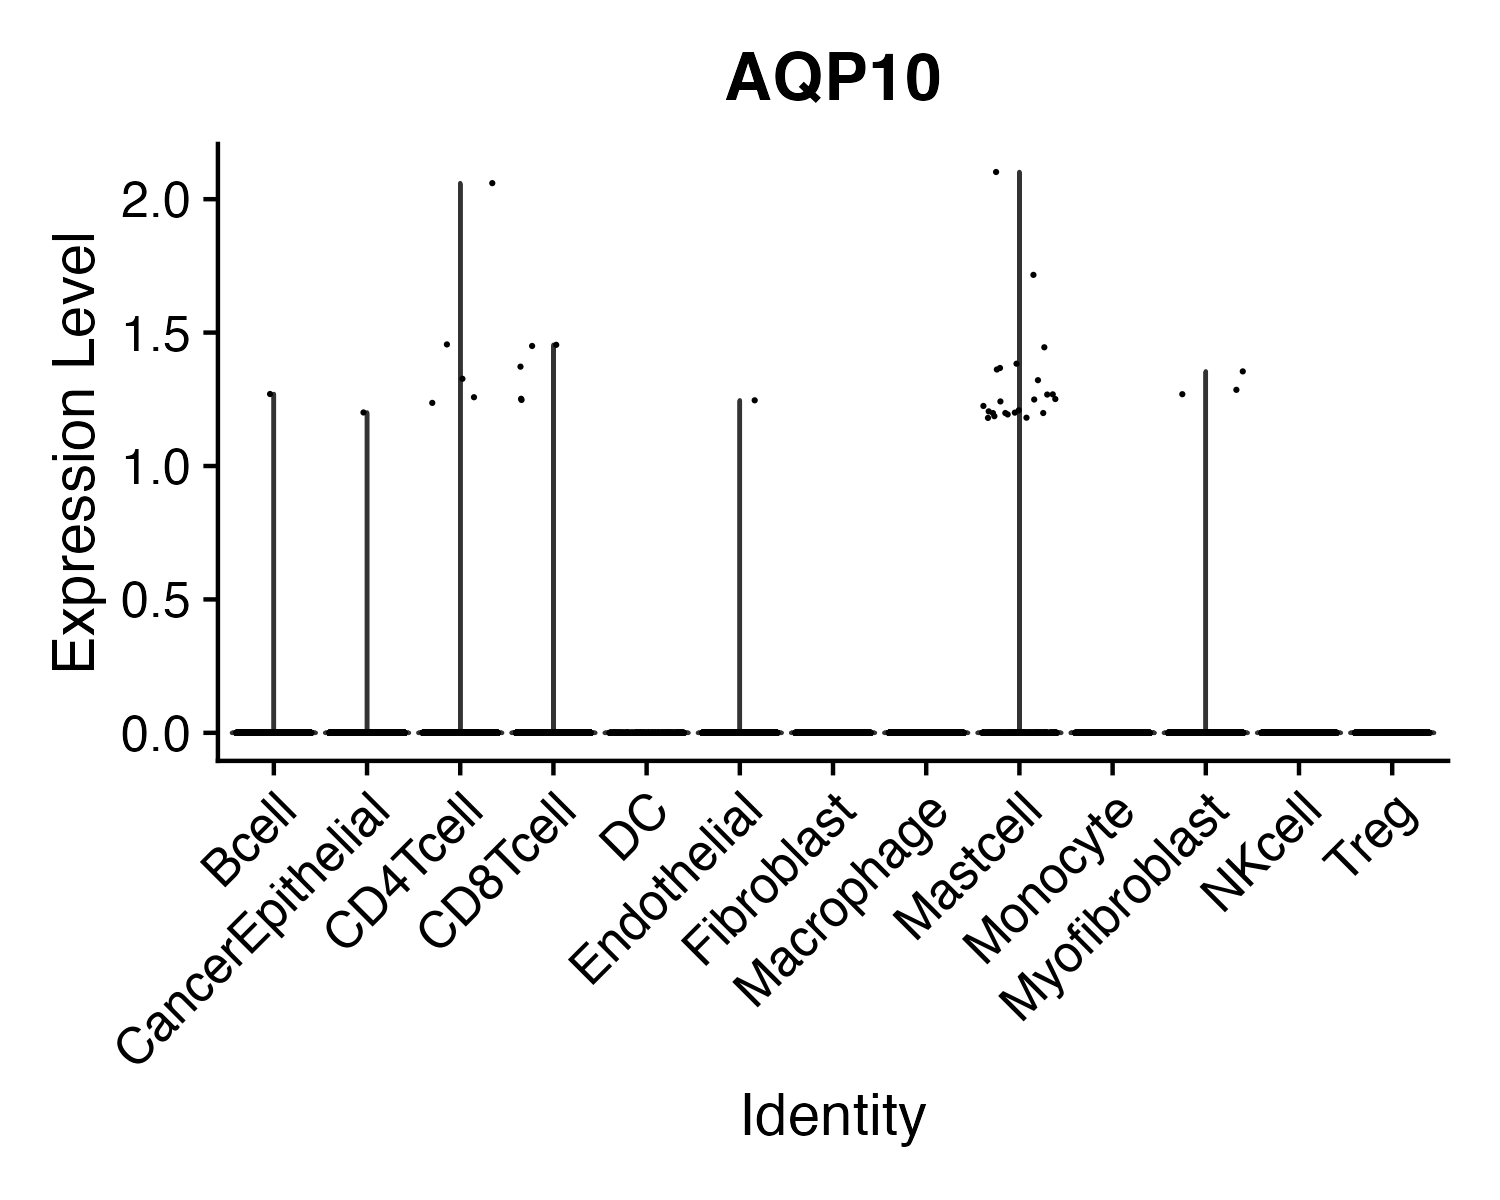 AQP10
Expression Level
2.0
1.5
1.0
0.5
0.0
Bcell
CancerEpithelial
CD4Tcell
CD8Tcell
DC
Endothelial
Fibroblast
Macrophage
Mastcell
Monocyte
Myofibroblast
NKcell
Treg
Identity